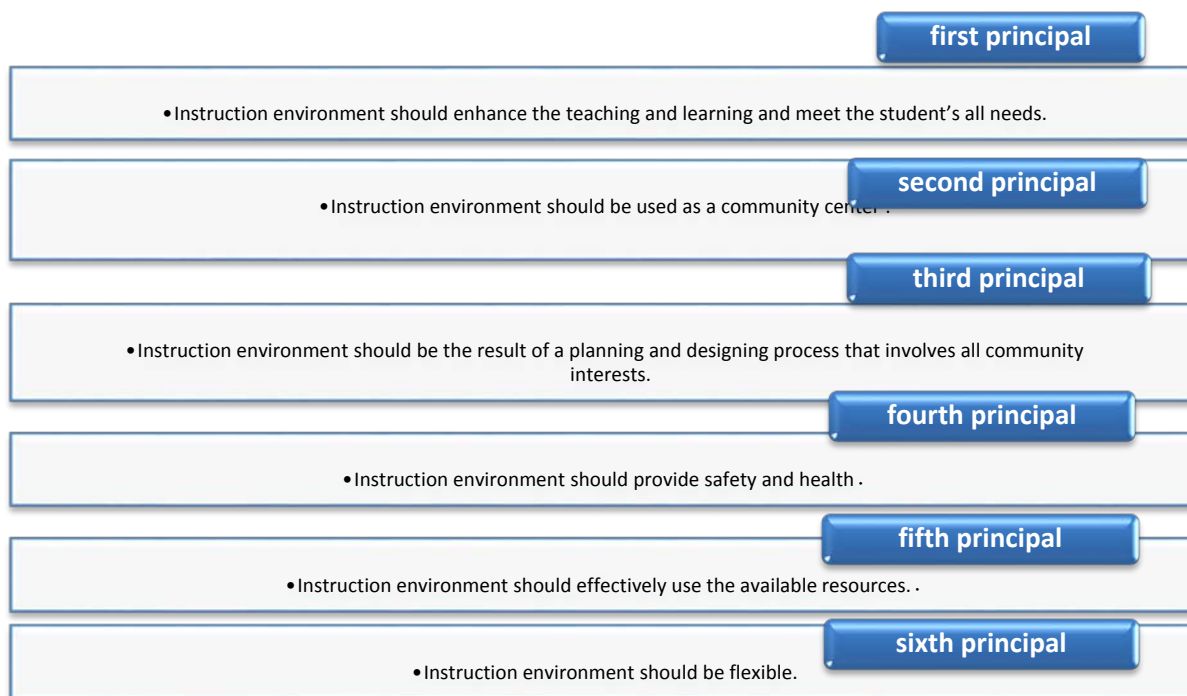 first principal
•Instruction environment should enhance the teaching and learning and meet the student’s all needs.
second principal
•Instruction environment should be used as a community center .
third principal
•Instruction environment should be the result of a planning and designing process that involves all community
interests.
fourth principal
•Instruction environment should provide safety and health .
fifth principal
•Instruction environment should effectively use the available resources. .
sixth principal
•Instruction environment should be flexible.